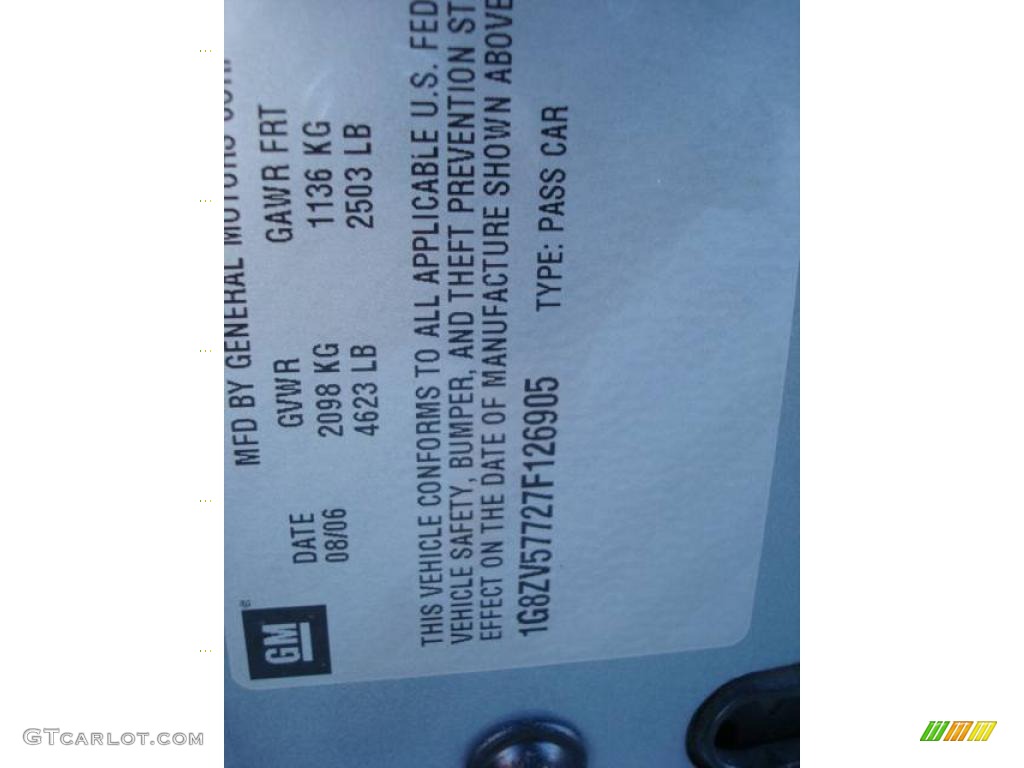 GM
MFD BY GENERAL MOTORS
DATE GVWR GAWR FRT
08/06 2098 KG 1136 KG
4623 LB 2503 LB
THIS VEHICLE CONFORMS TO ALL APPLICABLE U.S. FED
VEHICLE SAFETY, BUMPER, AND THEFT PREVENTION ST
EFFECT ON THE DATE OF MANUFACTURE SHOWN ABOVE
1G8ZV57727F126905 TYPE: PASS CAR
GTCARLOT.COM